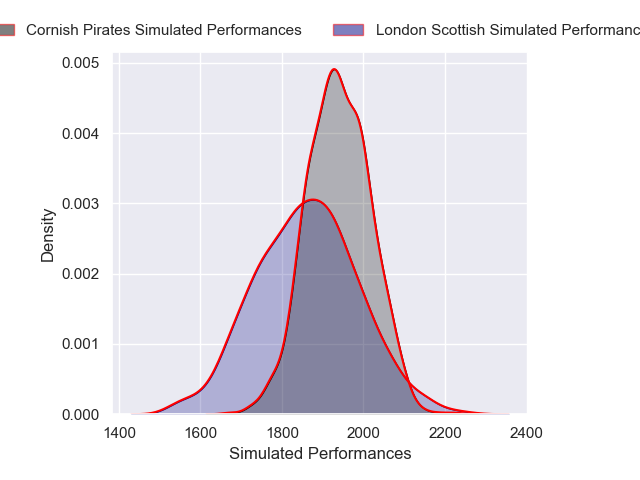 Cornish Pirates Simulated Performances London Scottish Simulated Performanc
0.005
0.004
0.003
0.002
0.001
0.000
Density
1400 1600 1800 2000 2200 2400
Simulated Performances